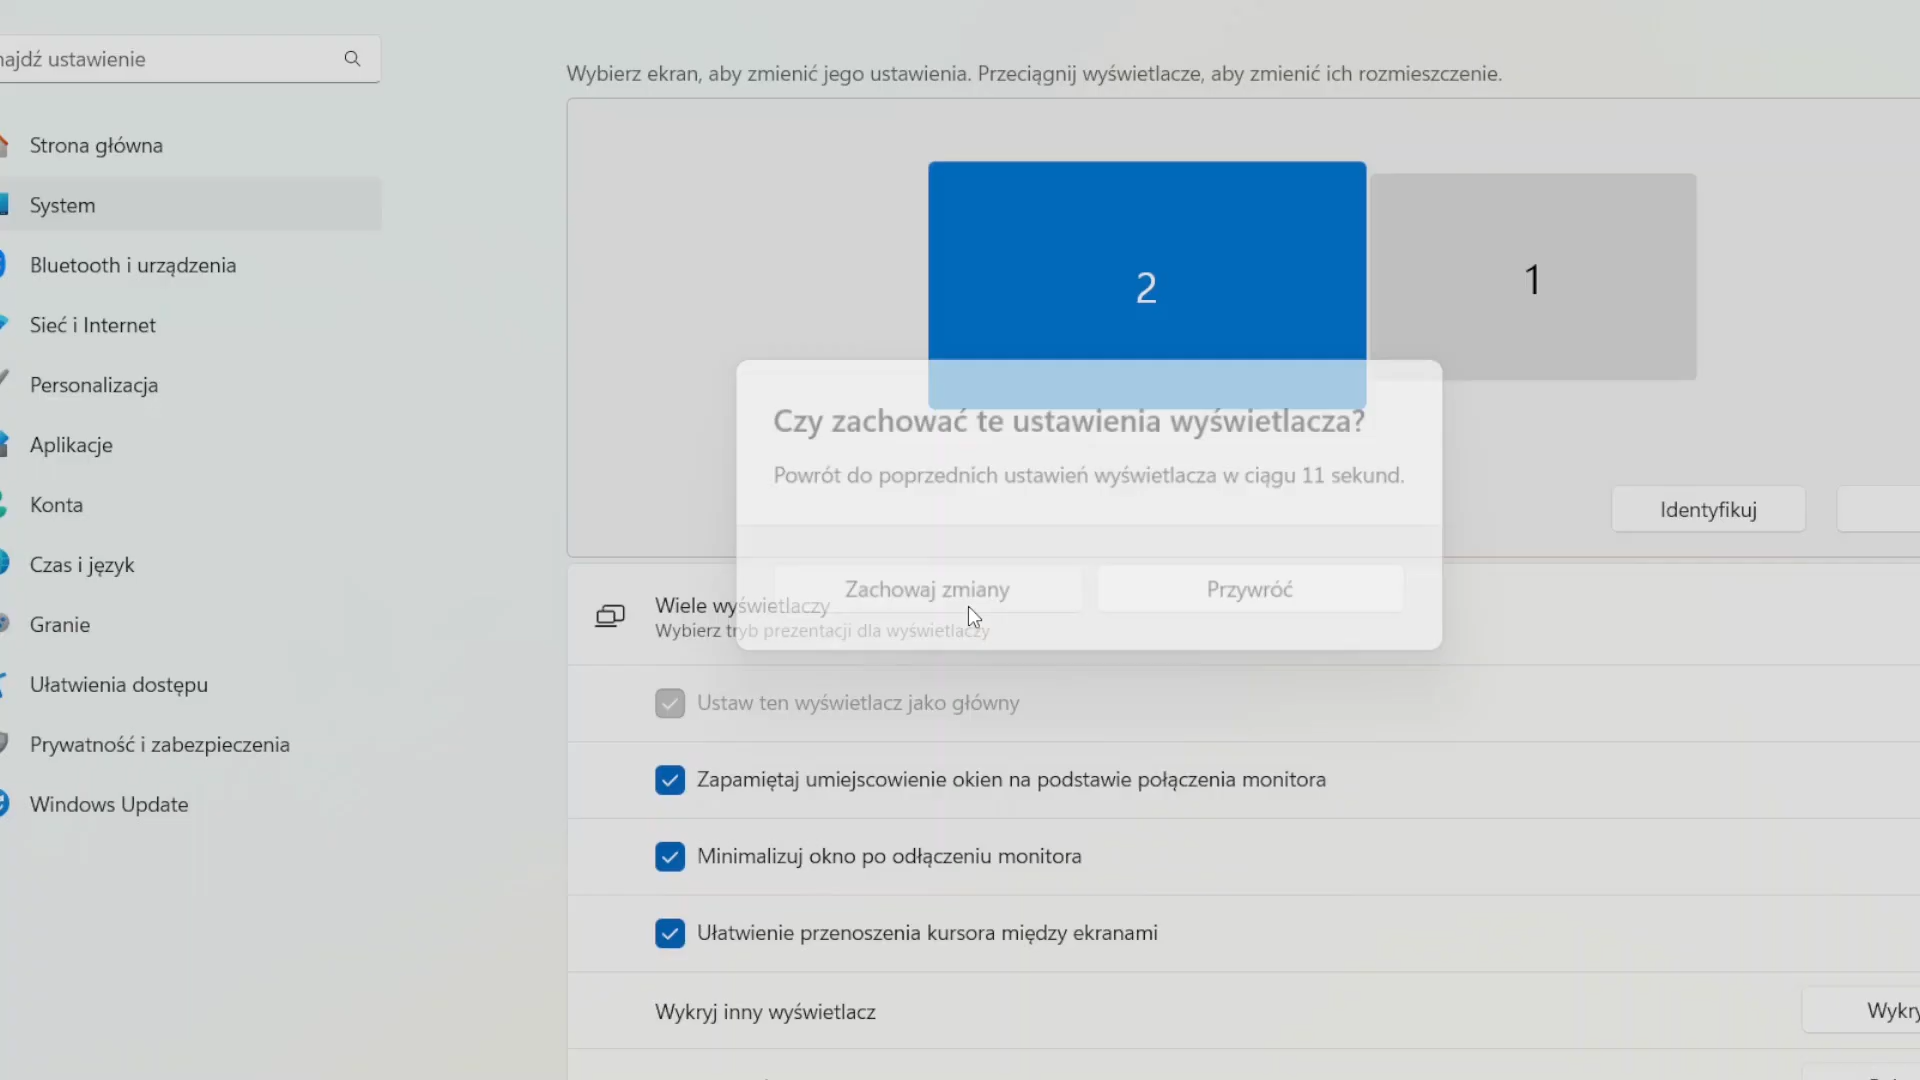 najdź ustawienie
Strona główna
System
Bluetooth i urządzenia
Sieć i Internet
Personalizacja
Aplikacje
Konta
Czas i język
Granie
Ułatwienia dostępu
Prywatność i zabezpieczenia
Windows Update
Wybierz ekran, aby zmienić jego ustawienia. Przeciągnij wyświetlacze, aby zmienić ich rozmieszczenie.
2
1
Czy zachować te ustawienia wyświetlacza?
Powrót do poprzednich ustawień wyświetlacza w ciągu 11 sekund.
Zachowaj zmiany
Przywróć
Identyfikuj
Wiele wyświetlaczy
Wybierz tryb prezentacji dla wyświetlaczy
Ustaw ten wyświetlacz jako główny
Zapamiętaj umiejscowienie okien na podstawie połączenia monitora
Minimalizuj okno po odłączeniu monitora
Ułatwienie przenoszenia kursora między ekranami
Wykryj inny wyświetlacz
Wykry